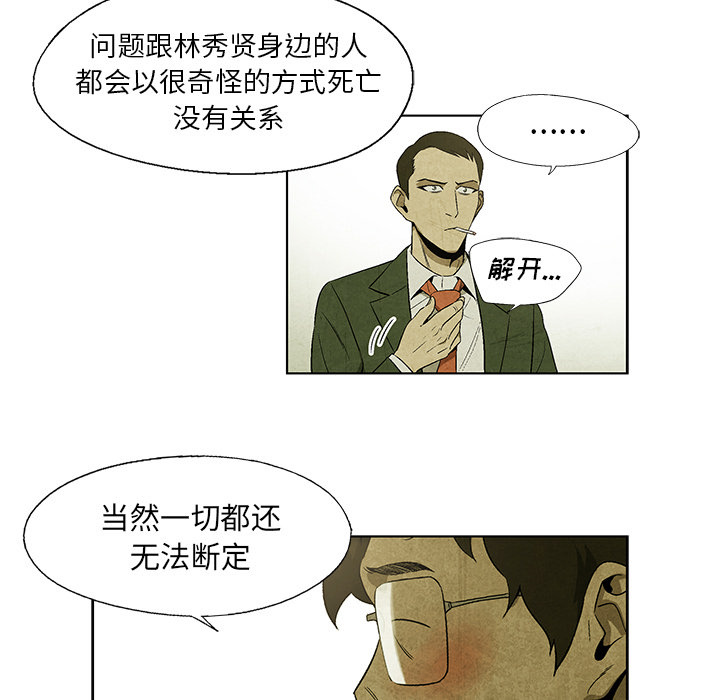 问题跟林秀贤身边的人
都会以很奇怪的方式死亡
没有关系
……
解开...
当然一切都还
无法断定